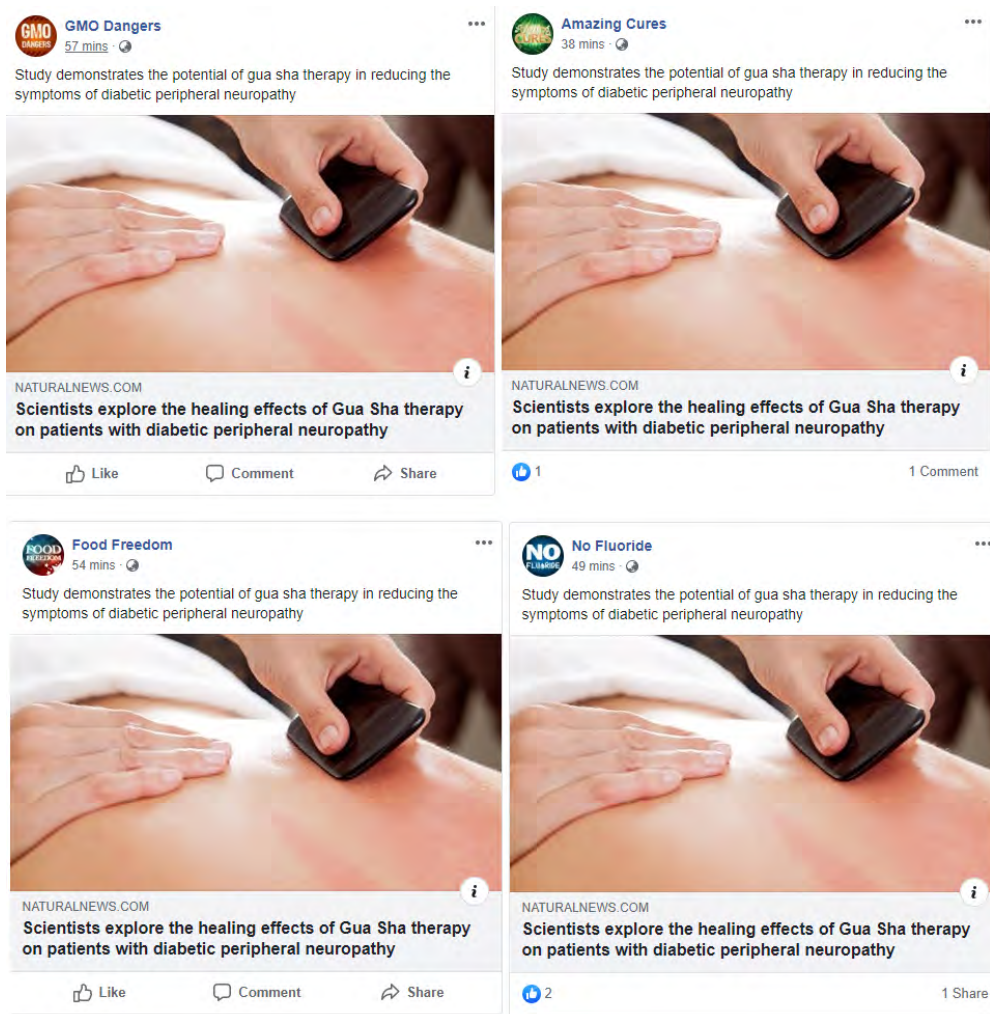 GMO
DANGERS
GMO Dangers
57 mins
Study demonstrates the potential of gua sha therapy in reducing the
symptoms of diabetic peripheral neuropathy
i
NATURALNEWS.COM
Scientists explore the healing effects of Gua Sha therapy
on patients with diabetic peripheral neuropathy
Like Comment Share
CURES
Amazing Cures
38 mins
Study demonstrates the potential of gua sha therapy in reducing the
symptoms of diabetic peripheral neuropathy
i
NATURALNEWS.COM
Scientists explore the healing effects of Gua Sha therapy
on patients with diabetic peripheral neuropathy
1 1 Comment
FOOD
FREEDOM
Food Freedom
54 mins
Study demonstrates the potential of gua sha therapy in reducing the
symptoms of diabetic peripheral neuropathy
i
NATURALNEWS.COM
Scientists explore the healing effects of Gua Sha therapy
on patients with diabetic peripheral neuropathy
Like Comment Share
NO
FLUORIDE
No Fluoride
49 mins
Study demonstrates the potential of gua sha therapy in reducing the
symptoms of diabetic peripheral neuropathy
i
NATURALNEWS.COM
Scientists explore the healing effects of Gua Sha therapy
on patients with diabetic peripheral neuropathy
2 1 Share